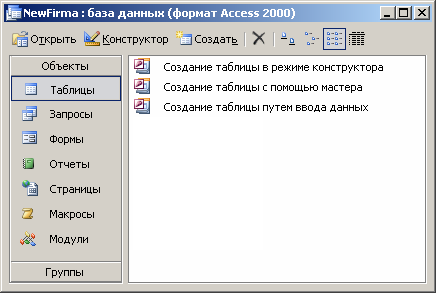 NewFirma : база данных (формат Access 2000)
Открыть Конструктор Создать
Объекты
Таблицы
Запросы
Формы
Отчеты
Страницы
Макросы
Модули
Группы
Создание таблицы в режиме конструктора
Создание таблицы с помощью мастера
Создание таблицы путем ввода данных